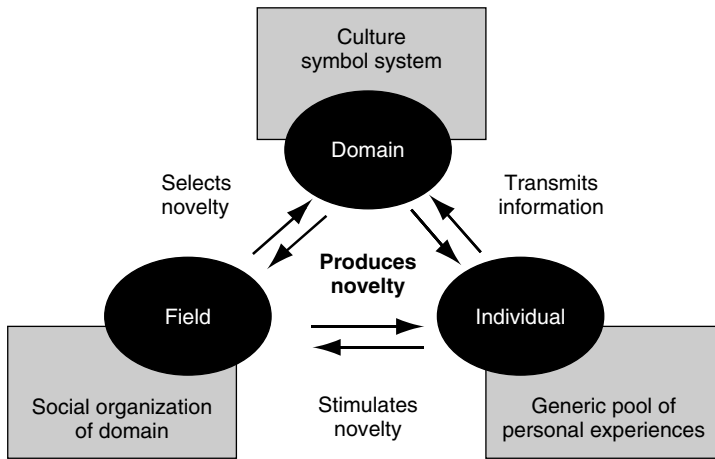 Culture
symbol system
Domain
Selects
novelty
Transmits
information
Produces
novelty
Field
Individual
Social organization
of domain
Stimulates
novelty
Generic pool of
personal experiences